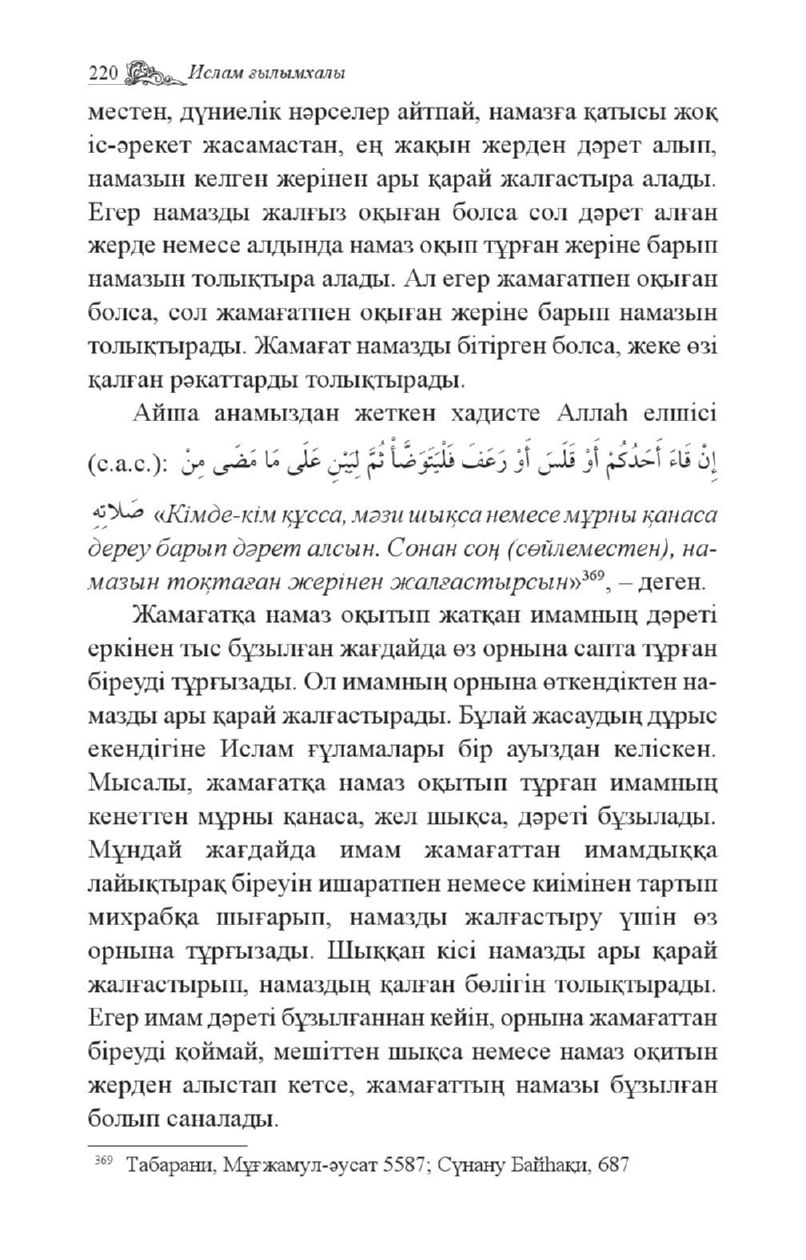 220 Ислам ғылымхалы
местен, дүниелік нәрселер айтпай, намазға қатысы жоқ
іс-әрекет жасамастан, ең жақын жерден дәрет алып,
намазын келген жерінен ары қарай жалғастыра алады.
Егер намазды жалғыз оқыған болса сол дәрет алған
жерде немесе алдында намаз оқып тұрған жеріне барып
намазын толықтыра алады. Ал егер жамағатпен оқыған
болса, сол жамағатпен оқыған жеріне барып намазын
толықтырады. Жамағат намазды бітірген болса, жеке өзі
қалған рәкаттарды толықтырады.
Айша анамыздан жеткен хадисте Аллаһ елшісі
(с.а.с.): إِنْ قَاءَ أَحَدُكُمْ أَوْ قَلَسَ أَوْ رَعَفَ فَلْيَتَوَضَّأْ ثُمَّ لِيَبْنِ عَلَى مَا مَضَى مِنْ
صَلَاتِهِ «Кімде-кім құсса, мәзи шықса немесе мұрны қанаса
дереу барып дәрет алсын. Сонан соң (сөйлеместен), на-
мазын тоқтаған жерінен жалғастырсын»369, – деген.
Жамағатқа намаз оқытып жатқан имамның дәреті
еркінен тыс бұзылған жағдайда өз орнына сапта тұрған
біреуді тұрғызады. Ол имамның орнына өткендіктен на-
мазды ары қарай жалғастырады. Бұлай жасаудың дұрыс
екендігіне Ислам ғұламалары бір ауыздан келіскен.
Мысалы, жамағатқа намаз оқытып тұрған имамның
кенеттен мұрны қанаса, жел шықса, дәреті бұзылады.
Мұндай жағдайда имам жамағаттан имамдыққа
лайықтырақ біреуін ишаратпен немесе киімінен тартып
михрабқа шығарып, намазды жалғастыру үшін өз
орнына тұрғызады. Шыққан кісі намазды ары қарай
жалғастырып, намаздың қалған бөлігін толықтырады.
Егер имам дәреті бұзылғаннан кейін, орнына жамағаттан
біреуді қоймай, мешіттен шықса немесе намаз оқитын
жерден алыстап кетсе, жамағаттың намазы бұзылған
болып саналады.
369 Табарани, Мұғжамул-әусат 5587; Сүнану Байһақи, 687